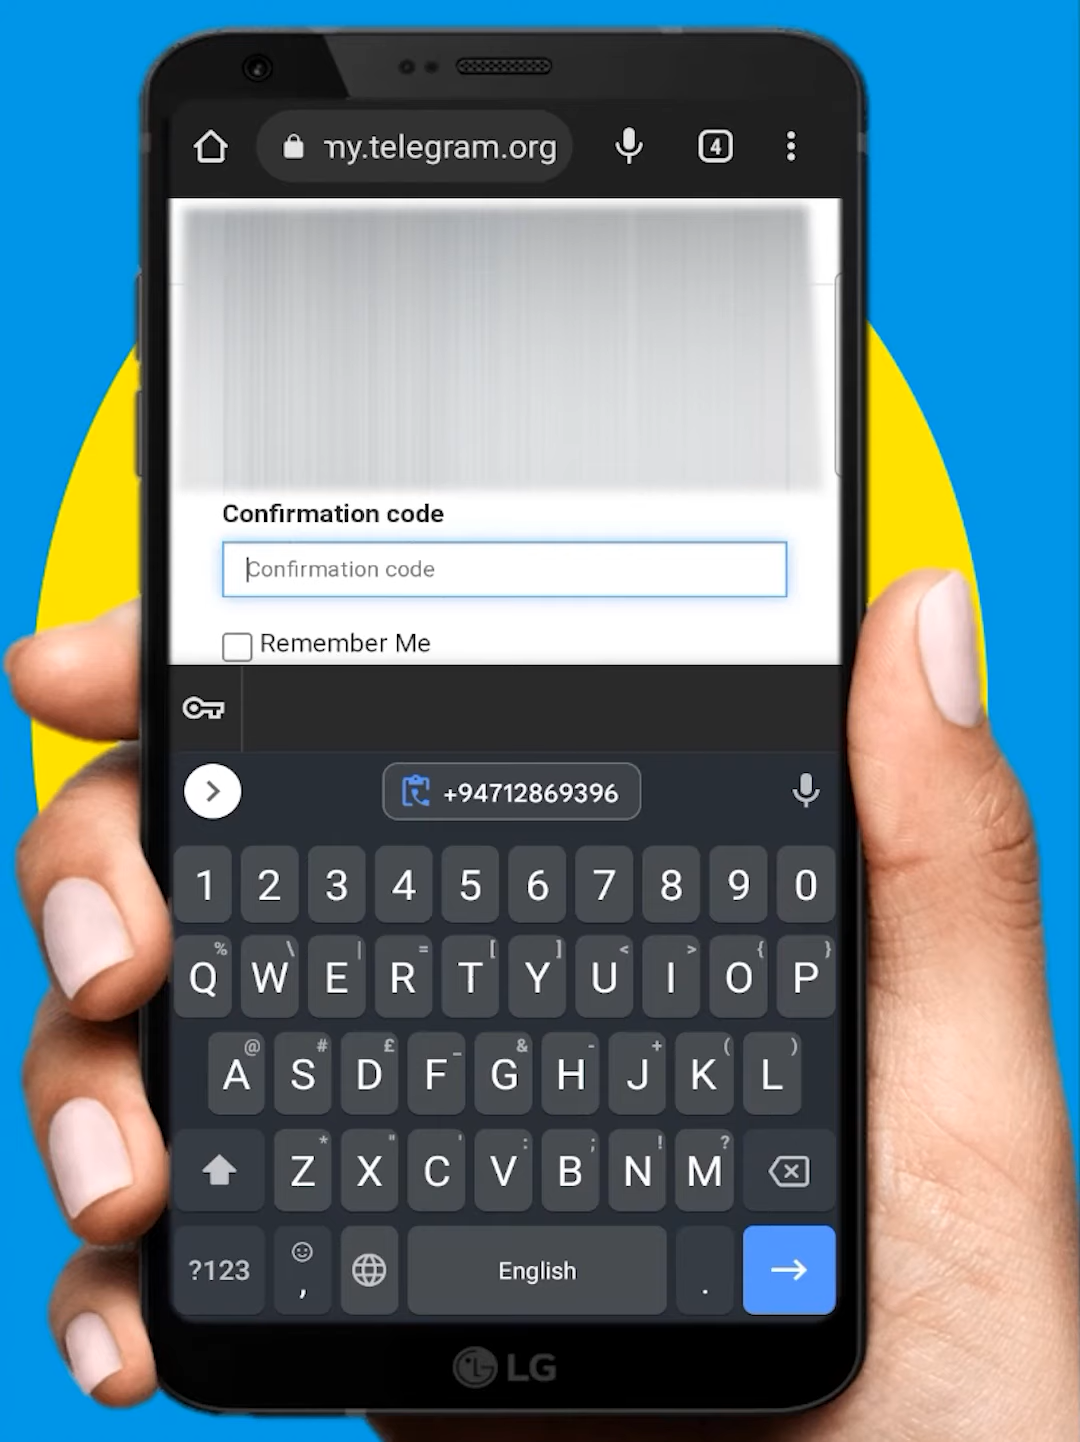 my.telegram.org
4
Confirmation code
Confirmation code
Remember Me
+94712869396
1 2 3 4 5 6 7 8 9 0
% \ | = [ ] < > { }
Q W E R T Y U I O P
@ # £ _ & - + ( )
A S D F G H J K L
* " ' : ; ! ?
Z X C V B N M
?123 , English .
LG